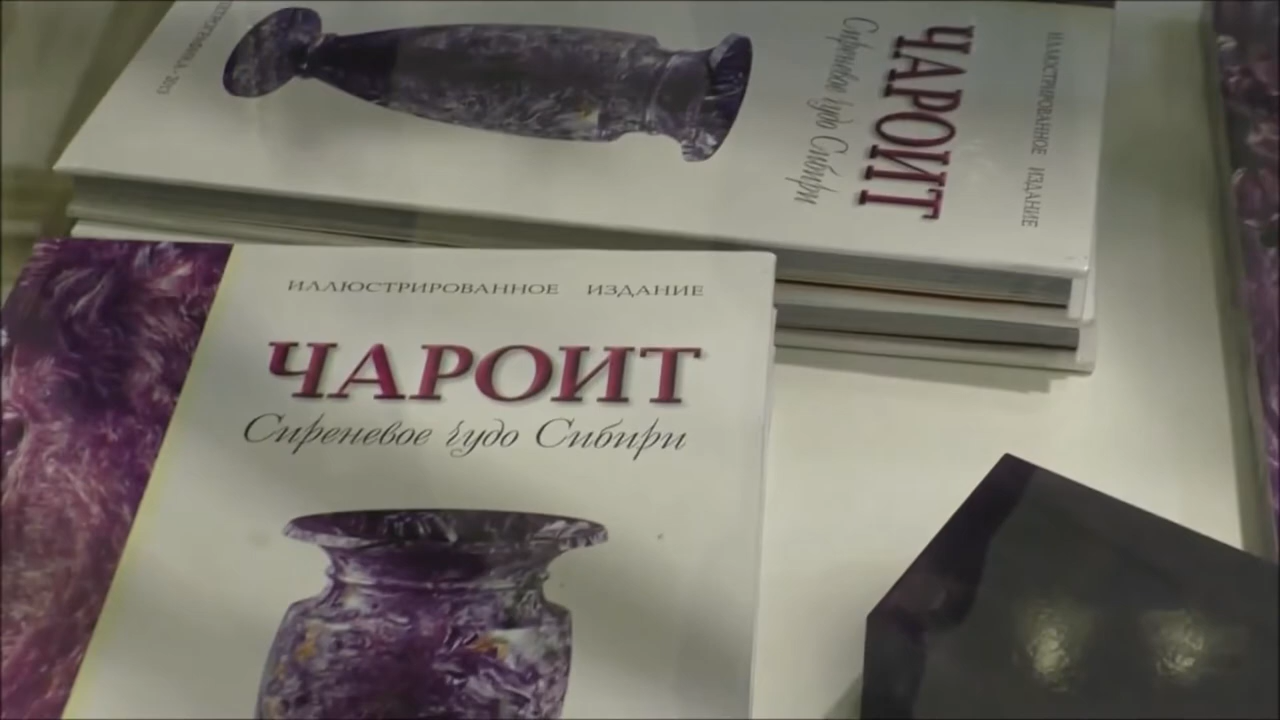 ИЛЛЮСТРИРОВАННОЕ ИЗДАНИЕ
ЧАРОИТ
Сиреневое чудо Сибири
ИЛЛЮСТРИРОВАННОЕ ИЗДАНИЕ
ЧАРОИТ
Сиреневое чудо Сибири